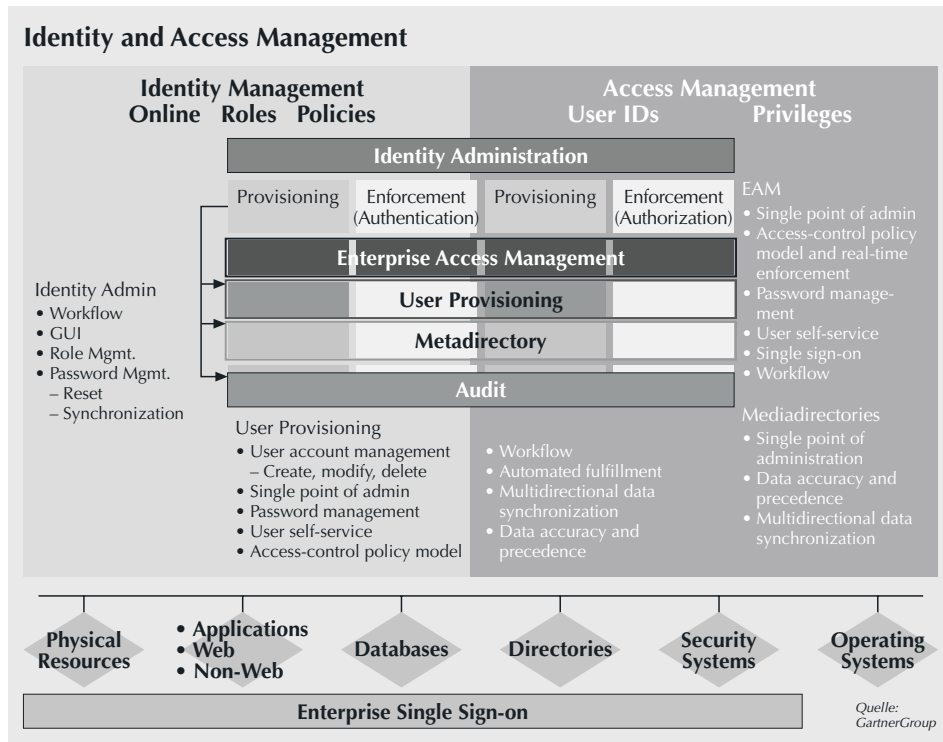 Identity and Access Management
Identity Management
Online Roles Policies
Access Management
User IDs Privileges
Identity Administration
Provisioning
Enforcement
(Authentication)
Provisioning
Enforcement
(Authorization)
Enterprise Access Management
User Provisioning
Metadirectory
Audit
Identity Admin
• Workflow
• GUI
• Role Mgmt.
• Password Mgmt.
– Reset
– Synchronization
User Provisioning
• User account management
– Create, modify, delete
• Single point of admin
• Password management
• User self-service
• Access-control policy model
• Workflow
• Automated fulfillment
• Multidirectional data
synchronization
• Data accuracy and
precedence
EAM
• Single point of admin
• Access-control policy
model and real-time
enforcement
• Password manage-
ment
• User self-service
• Single sign-on
• Workflow
Mediadirectories
• Single point of
administration
• Data accuracy and
precedence
• Multidirectional data
synchronization
Physical
Resources
• Applications
• Web
• Non-Web
Databases
Directories
Security
Systems
Operating
Systems
Enterprise Single Sign-on
Quelle:
GartnerGroup